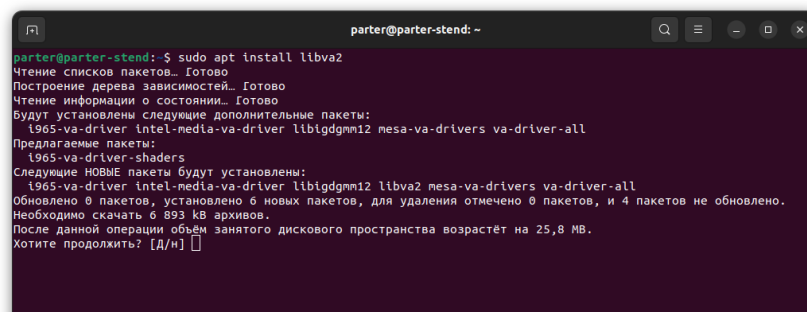 parter@parter-stend: ~
parter@parter-stend:~$ sudo apt install libva2
Чтение списков пакетов… Готово
Построение дерева зависимостей… Готово
Чтение информации о состоянии… Готово
Будут установлены следующие дополнительные пакеты:
  i965-va-driver intel-media-va-driver libigdgmm12 mesa-va-drivers va-driver-all
Предлагаемые пакеты:
  i965-va-driver-shaders
Следующие НОВЫЕ пакеты будут установлены:
  i965-va-driver intel-media-va-driver libigdgmm12 libva2 mesa-va-drivers va-driver-all
Обновлено 0 пакетов, установлено 6 новых пакетов, для удаления отмечено 0 пакетов, и 4 пакетов не обновлено.
Необходимо скачать 6 893 kB архивов.
После данной операции объём занятого дискового пространства возрастёт на 25,8 MB.
Хотите продолжить? [Д/н]